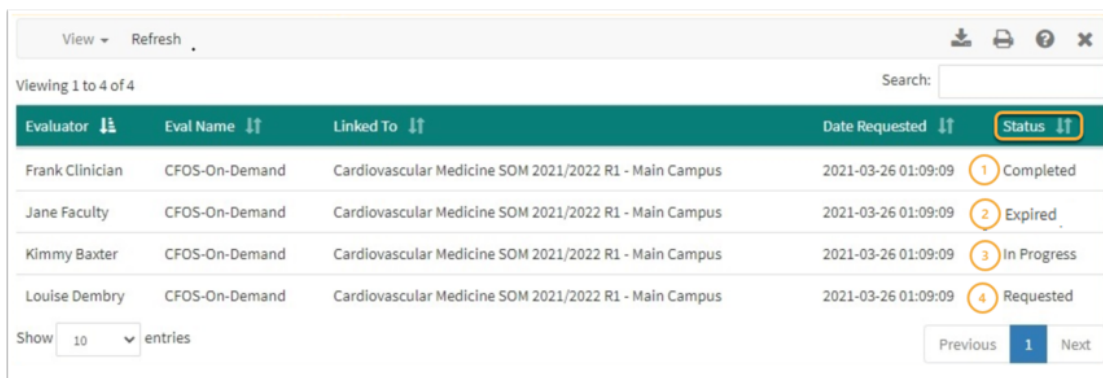 View Refresh .
Viewing 1 to 4 of 4 Search:
Evaluator Eval Name Linked To Date Requested Status
Frank Clinician CFOS-On-Demand Cardiovascular Medicine SOM 2021/2022 R1 - Main Campus 2021-03-26 01:09:09 1 Completed
Jane Faculty CFOS-On-Demand Cardiovascular Medicine SOM 2021/2022 R1 - Main Campus 2021-03-26 01:09:09 2 Expired
Kimmy Baxter CFOS-On-Demand Cardiovascular Medicine SOM 2021/2022 R1 - Main Campus 2021-03-26 01:09:09 3 In Progress
Louise Dembry CFOS-On-Demand Cardiovascular Medicine SOM 2021/2022 R1 - Main Campus 2021-03-26 01:09:09 4 Requested
Show 10 entries
Previous 1 Next